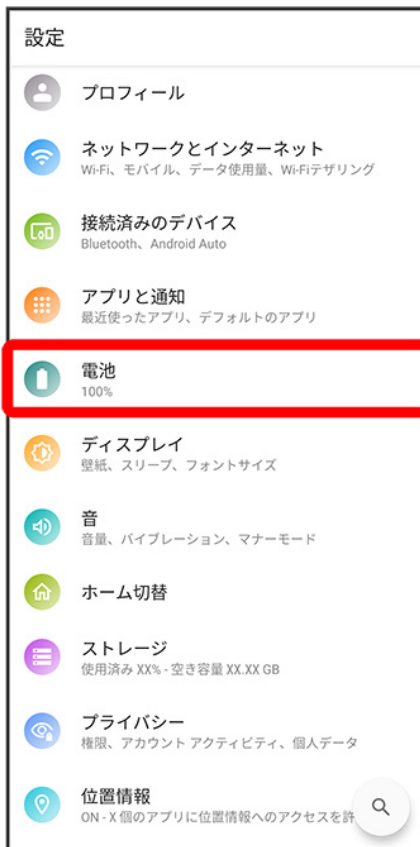 設定
プロフィール
ネットワークとインターネット
Wi-Fi、モバイル、データ使用量、Wi-Fiテザリング
接続済みのデバイス
Bluetooth、Android Auto
アプリと通知
最近使ったアプリ、デフォルトのアプリ
電池
100%
ディスプレイ
壁紙、スリープ、フォントサイズ
音
音量、バイブレーション、マナーモード
ホーム切替
ストレージ
使用済み XX% - 空き容量 XX.XX GB
プライバシー
権限、アカウント アクティビティ、個人データ
位置情報
ON - X 個のアプリに位置情報へのアクセスを許